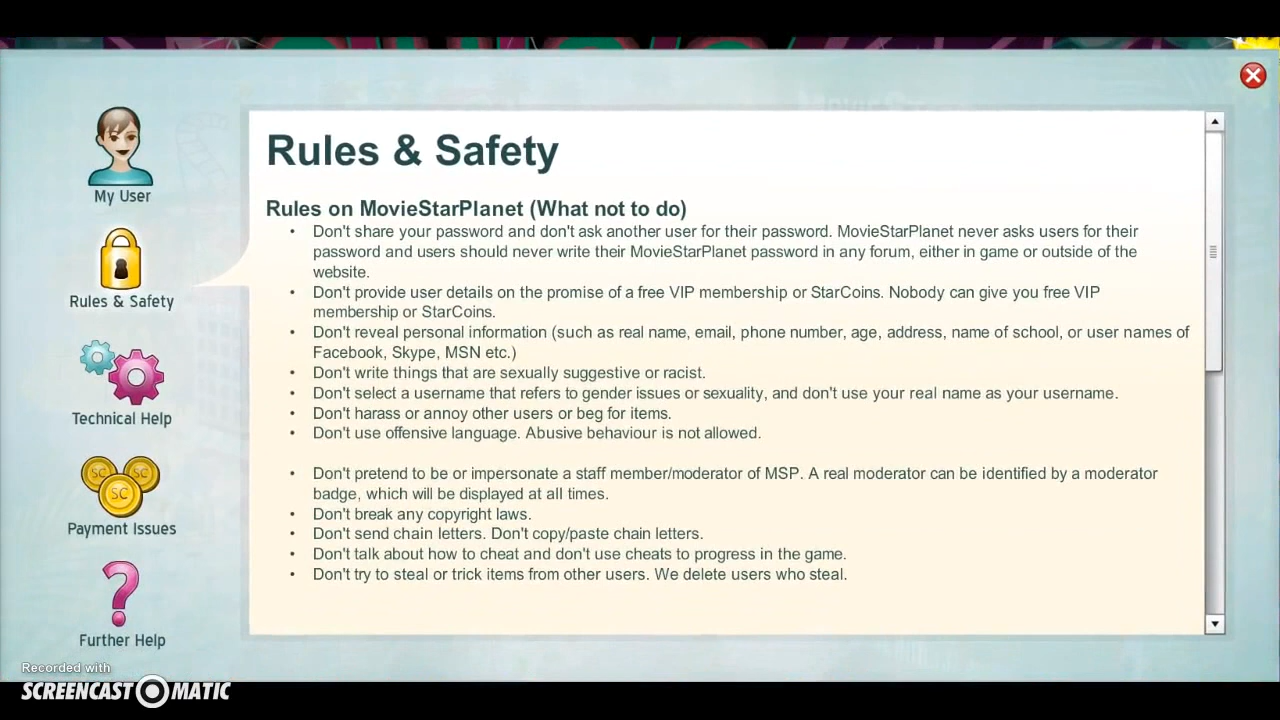 Rules & Safety
Rules on MovieStarPlanet (What not to do)
• Don't share your password and don't ask another user for their password. MovieStarPlanet never asks users for their
password and users should never write their MovieStarPlanet password in any forum, either in game or outside of the
website.
• Don't provide user details on the promise of a free VIP membership or StarCoins. Nobody can give you free VIP
membership or StarCoins.
• Don't reveal personal information (such as real name, email, phone number, age, address, name of school, or user names of
Facebook, Skype, MSN etc.)
• Don't write things that are sexually suggestive or racist.
• Don't select a username that refers to gender issues or sexuality, and don't use your real name as your username.
• Don't harass or annoy other users or beg for items.
• Don't use offensive language. Abusive behaviour is not allowed.
• Don't pretend to be or impersonate a staff member/moderator of MSP. A real moderator can be identified by a moderator
badge, which will be displayed at all times.
• Don't break any copyright laws.
• Don't send chain letters. Don't copy/paste chain letters.
• Don't talk about how to cheat and don't use cheats to progress in the game.
• Don't try to steal or trick items from other users. We delete users who steal.
My User
Rules & Safety
Technical Help
SC SC
SC
Payment Issues
?
Further Help
Recorded with
SCREENCAST MATIC